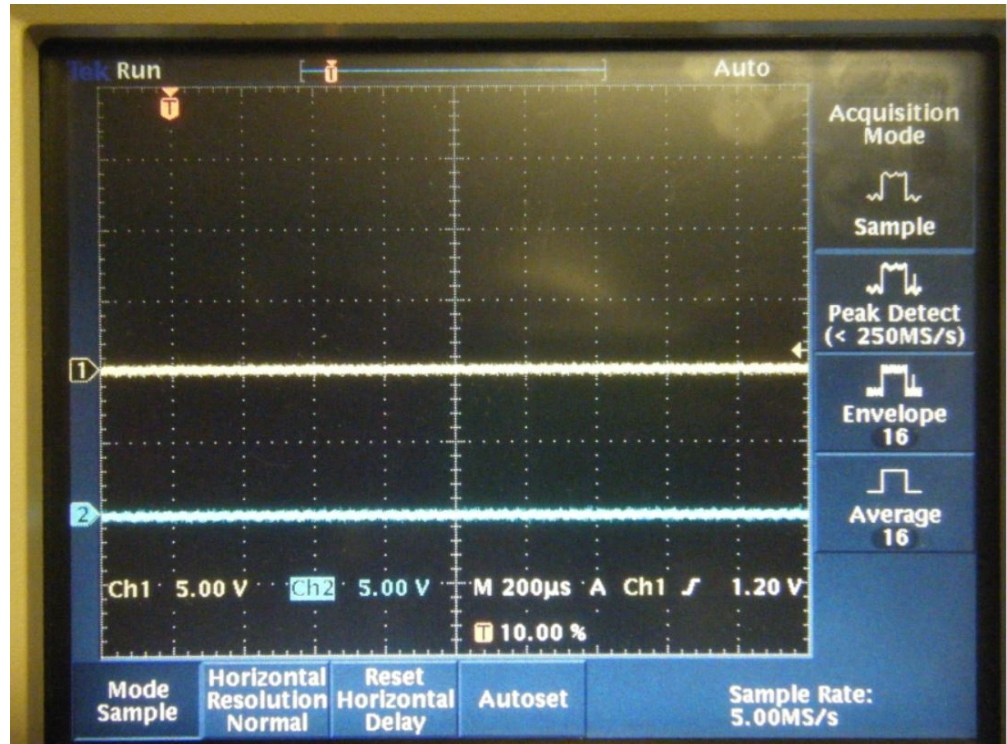 Tek Run
T
Auto
T
Acquisition
Mode
Sample
Peak Detect
(< 250MS/s)
1
Envelope
16
Average
16
2
Ch1 5.00 V Ch2 5.00 V M 200µs A Ch1 1.20 V
T 10.00 %
Mode
Sample
Horizontal
Resolution
Normal
Reset
Horizontal
Delay
Autoset
Sample Rate:
5.00MS/s